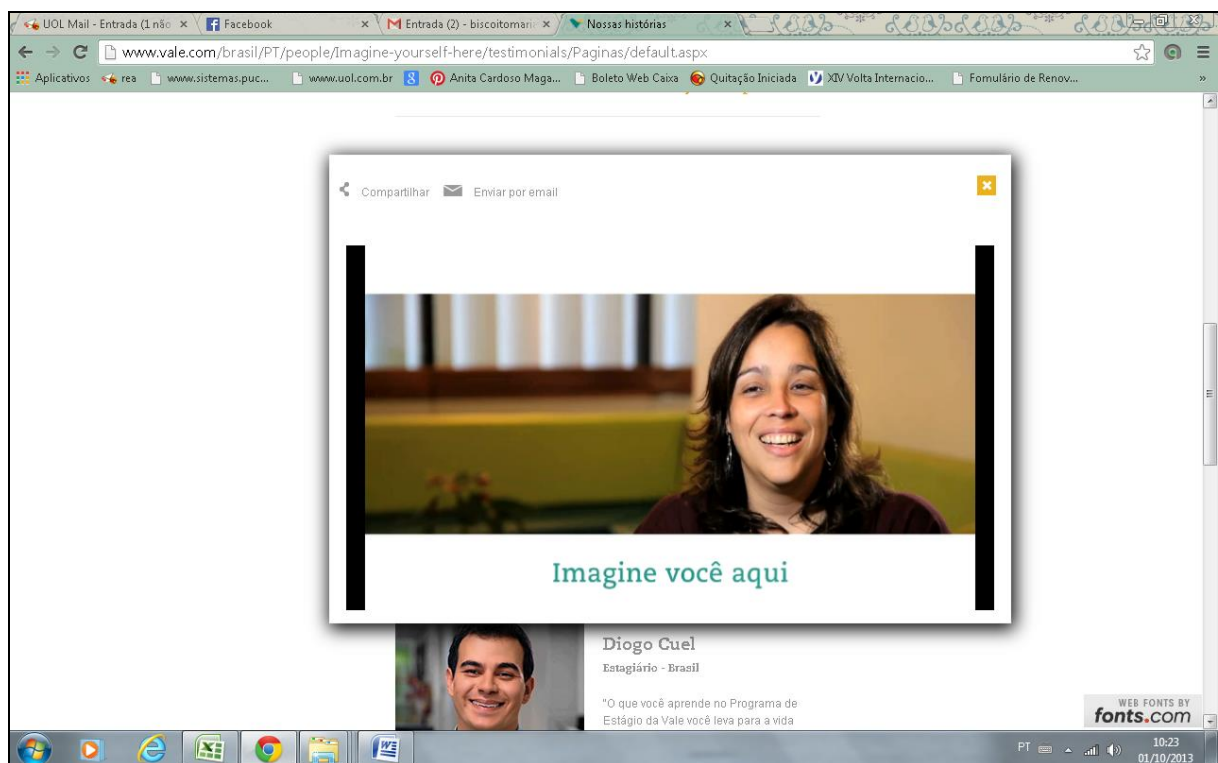 UOL Mail - Entrada (1 não
Facebook
Entrada (2) - biscoitomaria
Nossas histórias
www.vale.com/brasil/PT/people/Imagine-yourself-here/testimonials/Paginas/default.aspx
Aplicativos
rea
www.sistemas.puc...
www.uol.com.br
Anita Cardoso Maga...
Boleto Web Caixa
Quitação Iniciada
XIV Volts Internacio...
Fomulário de Renov...
»
Compartilhar
Enviar por email
Imagine você aqui
Diogo Cuel
Estagiário - Brasil
"O que você aprende no Programa de
Estágio da Vale você leva para a vida
WEB FONTS BY
fonts.com
PT
10:23
01/10/2013